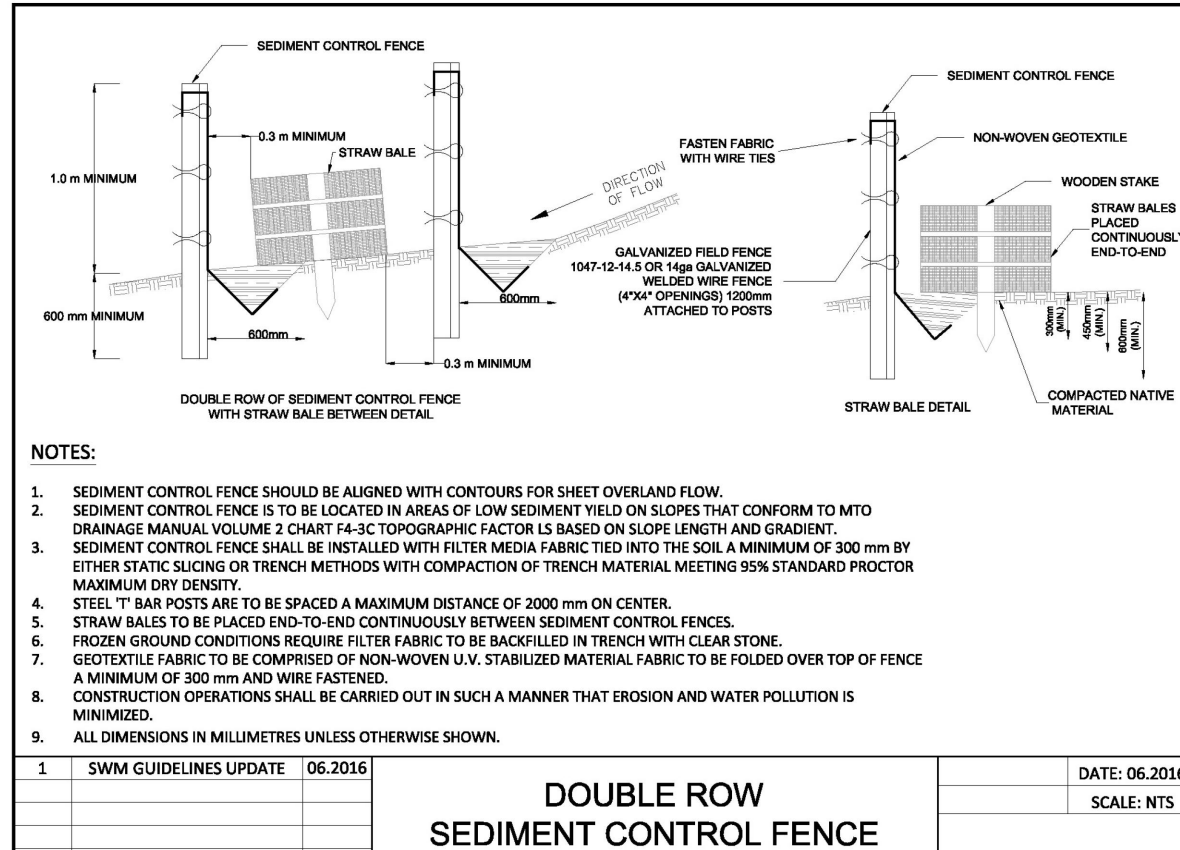 SEDIMENT CONTROL FENCE
0.3 m MINIMUM
STRAW BALE
1.0 m MINIMUM
600 mm MINIMUM
600mm
DIRECTION
OF FLOW
600mm
0.3 m MINIMUM
DOUBLE ROW OF SEDIMENT CONTROL FENCE
WITH STRAW BALE BETWEEN DETAIL
SEDIMENT CONTROL FENCE
FASTEN FABRIC
WITH WIRE TIES
NON-WOVEN GEOTEXTILE
WOODEN STAKE
STRAW BALES
PLACED
CONTINUOUSLY
END-TO-END
GALVANIZED FIELD FENCE
1047-12-14.5 OR 14ga GALVANIZED
WELDED WIRE FENCE
(4"X4" OPENINGS) 1200mm
ATTACHED TO POSTS
300mm
(MIN.)
450mm
(MIN.)
600mm
(MIN.)
COMPACTED NATIVE
MATERIAL
STRAW BALE DETAIL
NOTES:
1. SEDIMENT CONTROL FENCE SHOULD BE ALIGNED WITH CONTOURS FOR SHEET OVERLAND FLOW.
2. SEDIMENT CONTROL FENCE IS TO BE LOCATED IN AREAS OF LOW SEDIMENT YIELD ON SLOPES THAT CONFORM TO MTO
DRAINAGE MANUAL VOLUME 2 CHART F4-3C TOPOGRAPHIC FACTOR LS BASED ON SLOPE LENGTH AND GRADIENT.
3. SEDIMENT CONTROL FENCE SHALL BE INSTALLED WITH FILTER MEDIA FABRIC TIED INTO THE SOIL A MINIMUM OF 300 mm BY
EITHER STATIC SLICING OR TRENCH METHODS WITH COMPACTION OF TRENCH MATERIAL MEETING 95% STANDARD PROCTOR
MAXIMUM DRY DENSITY.
4. STEEL 'T' BAR POSTS ARE TO BE SPACED A MAXIMUM DISTANCE OF 2000 mm ON CENTER.
5. STRAW BALES TO BE PLACED END-TO-END CONTINUOUSLY BETWEEN SEDIMENT CONTROL FENCES.
6. FROZEN GROUND CONDITIONS REQUIRE FILTER FABRIC TO BE BACKFILLED IN TRENCH WITH CLEAR STONE.
7. GEOTEXTILE FABRIC TO BE COMPRISED OF NON-WOVEN U.V. STABILIZED MATERIAL FABRIC TO BE FOLDED OVER TOP OF FENCE
A MINIMUM OF 300 mm AND WIRE FASTENED.
8. CONSTRUCTION OPERATIONS SHALL BE CARRIED OUT IN SUCH A MANNER THAT EROSION AND WATER POLLUTION IS
MINIMIZED.
9. ALL DIMENSIONS IN MILLIMETRES UNLESS OTHERWISE SHOWN.
1 SWM GUIDELINES UPDATE 06.2016
DOUBLE ROW
SEDIMENT CONTROL FENCE
DATE: 06.2016
SCALE: NTS